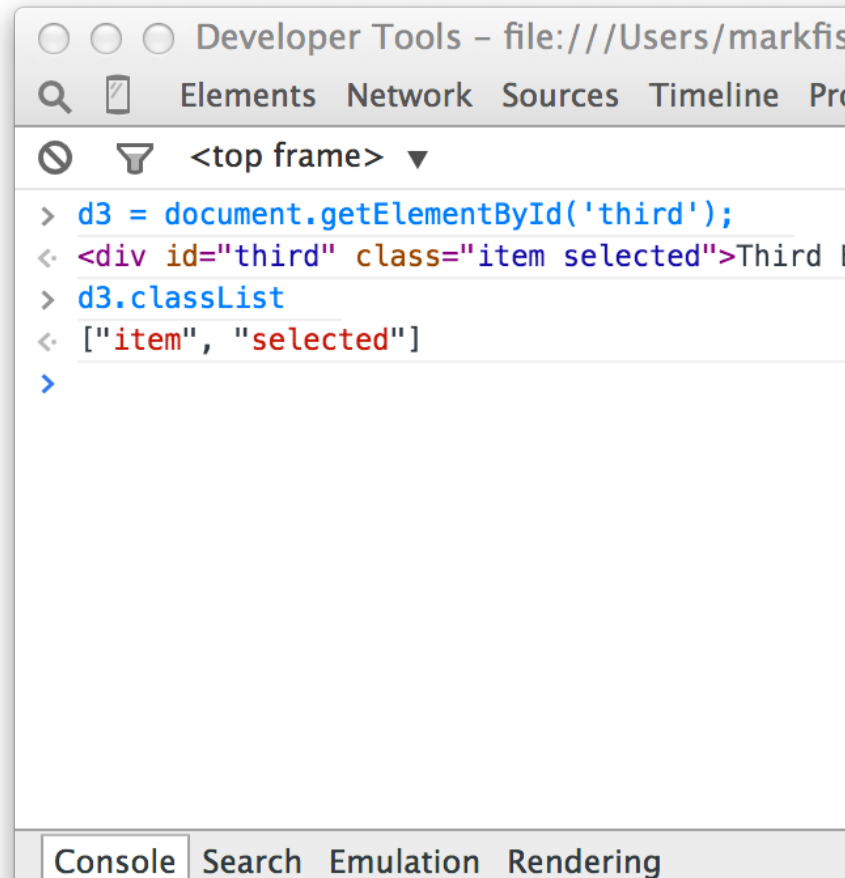 Developer Tools – file:///Users/markfis
Elements Network Sources Timeline Pro
<top frame> ▼
> d3 = document.getElementById('third');
<· <div id="third" class="item selected">Third
> d3.classList
<· ["item", "selected"]
>
Console Search Emulation Rendering